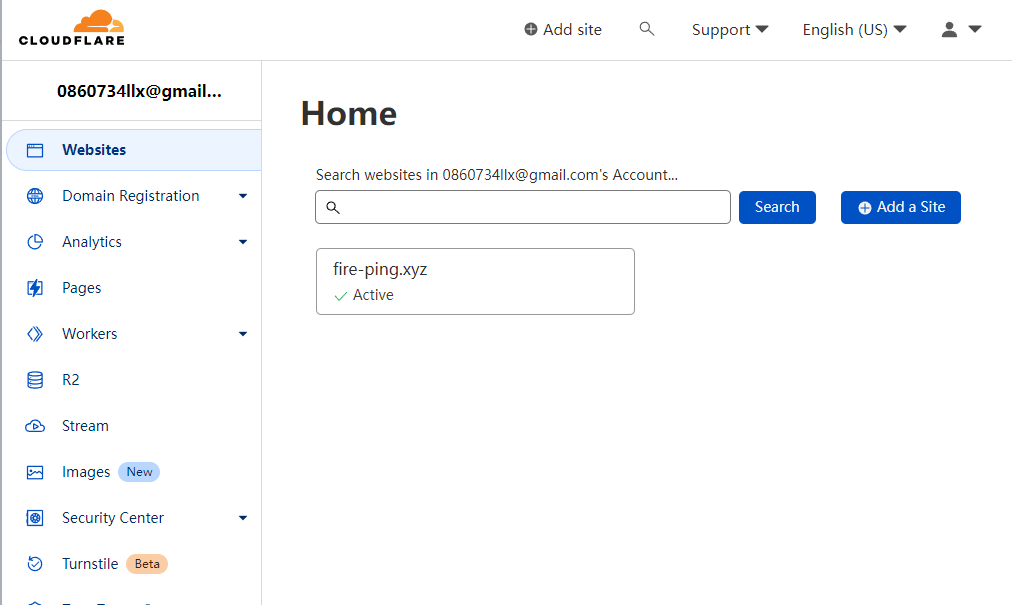 CLOUDFLARE
Add site
Support
English (US)
0860734llx@gmail...
Websites
Domain Registration
Analytics
Pages
Workers
R2
Stream
Images New
Security Center
Turnstile Beta
Home
Search websites in 0860734llx@gmail.com's Account...
Search
Add a Site
fire-ping.xyz
Active